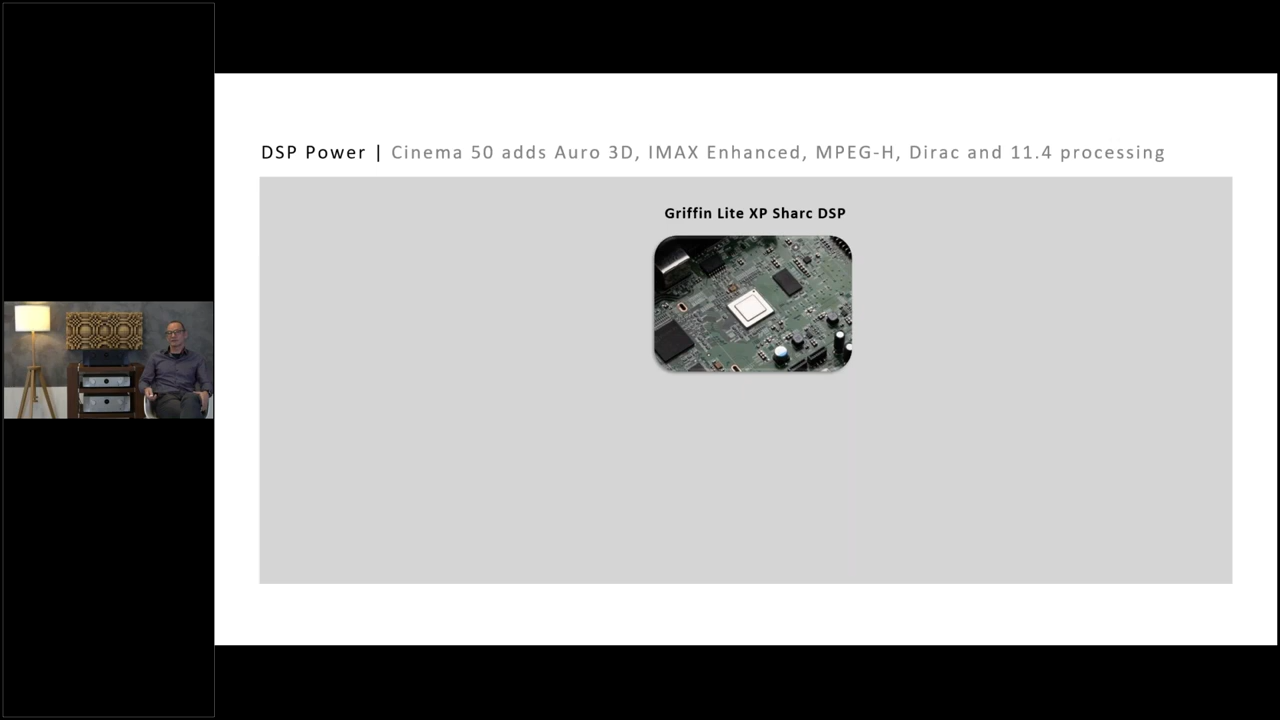 DSP Power | Cinema 50 adds Auro 3D, IMAX Enhanced, MPEG-H, Dirac and 11.4 processing
Griffin Lite XP Sharc DSP